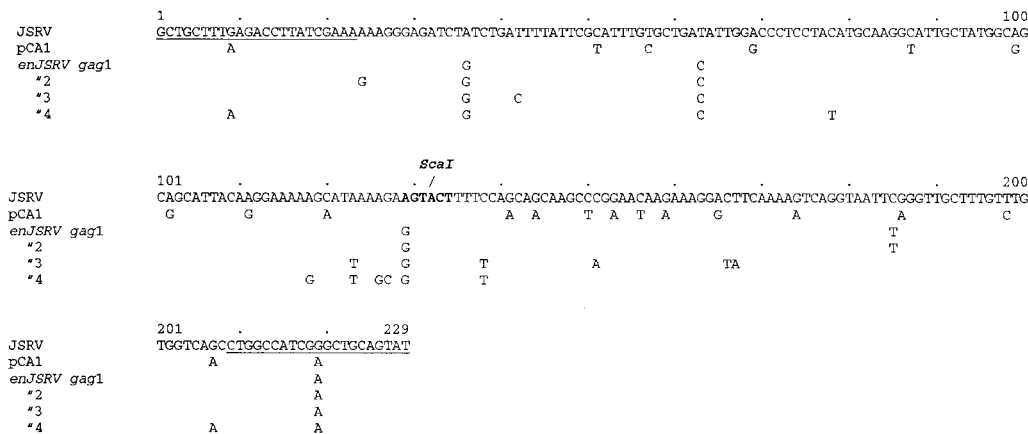 1 . . . . . . . . . 100
JSRV GCTGCTTTGAGACCTTATCGAAAAAAGGGAGATCTATCTGATTTTATTCGCATTTGTGCTGATATTGGACCCTCCTACATGCAAGGCATTGCTATGGCAG
pCA1 A T C G T G
enJSRV gag1 G C
"2 G G C
"3 G C C
"4 A G C T
ScaI
101 . . . / . . . . . . 200
JSRV CAGCATTACAAGGAAAAAGCATAAAAGAAGTACTTTTTCCAGCAGCAAGCCCGGAACAAGAAAGGACTTCAAAAGTCAGGTAATTCGGGTTGCTTTGTTTG
pCA1 G G A A A T A T A G A A C
enJSRV gag1 G T
"2 G T
"3 T G T A TA
"4 G T GC G T
201 . . 229
JSRV TGGTCAGCCTGGCCATCGGGCTGCAGTAT
pCA1 A A
enJSRV gag1 A
"2 A
"3 A
"4 A A